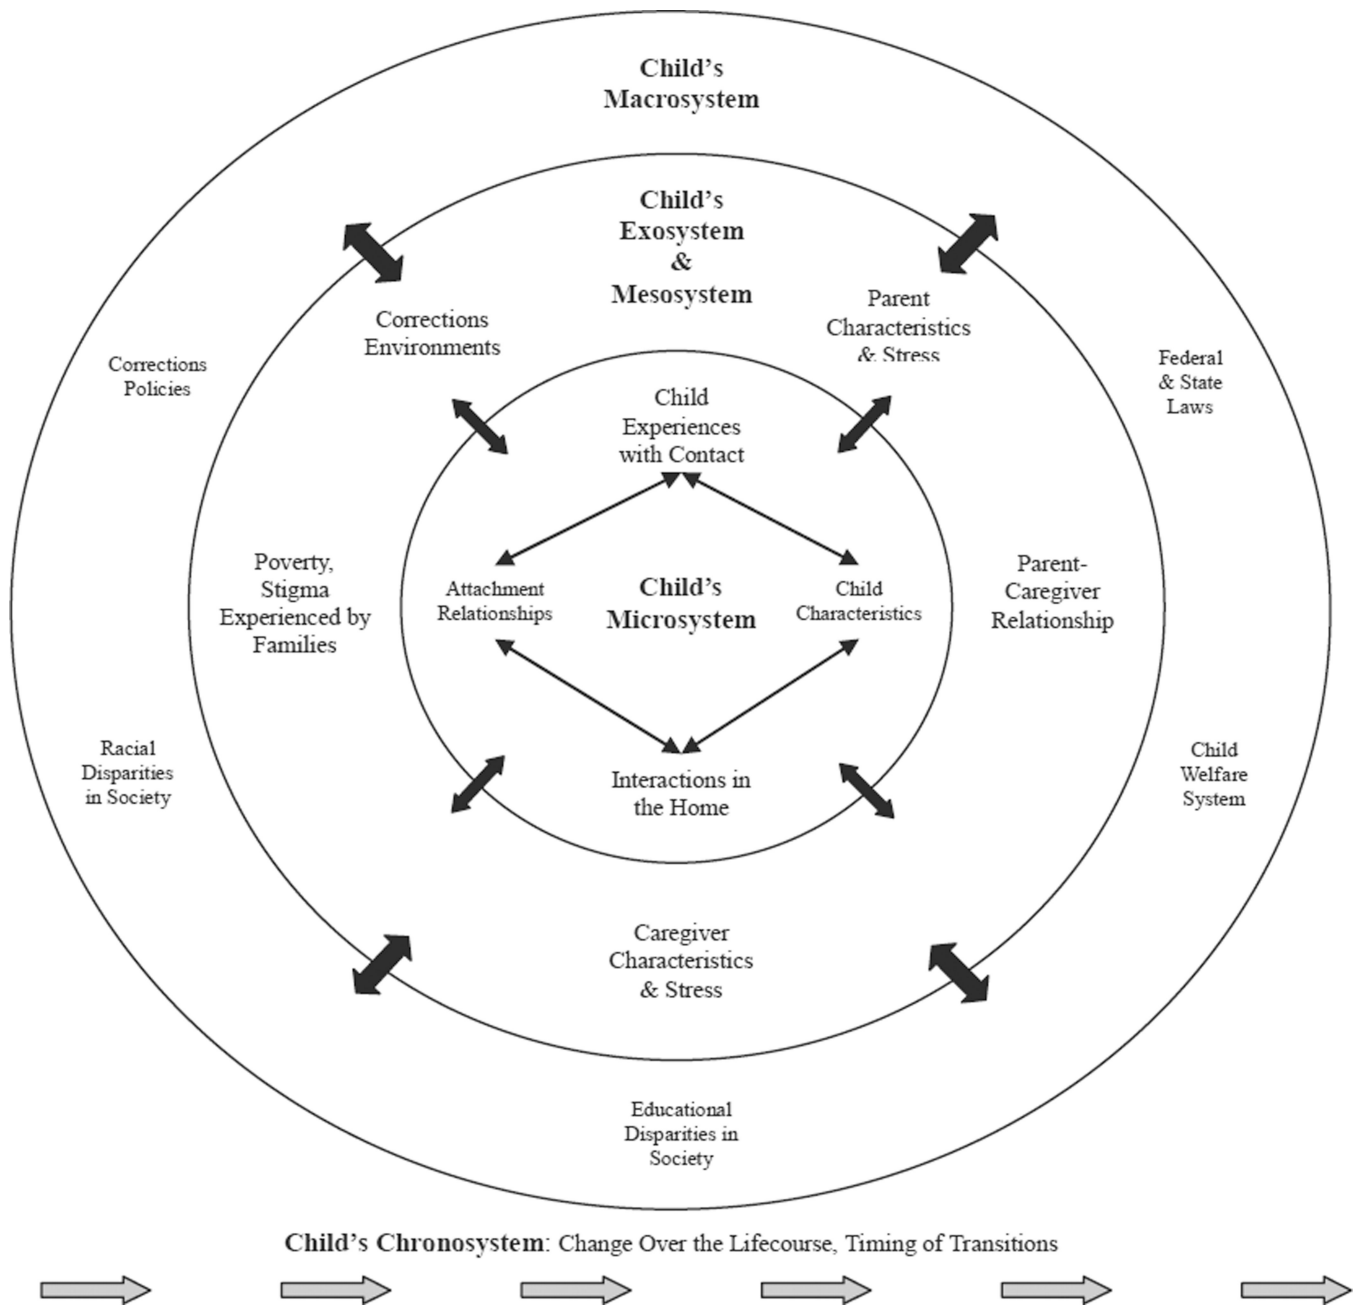 Child's
Macrosystem
Child's
Exosystem
&
Mesosystem
Corrections
Environments
Parent
Characteristics
& Stress
Corrections
Policies
Federal
& State
Laws
Child
Experiences
with Contact
Poverty,
Stigma
Experienced by
Families
Attachment
Relationships
Child's
Microsystem
Child
Characteristics
Parent-
Caregiver
Relationship
Racial
Disparities
in Society
Interactions in
the Home
Child
Welfare
System
Caregiver
Characteristics
& Stress
Educational
Disparities in
Society
Child's Chronosystem: Change Over the Lifecourse, Timing of Transitions